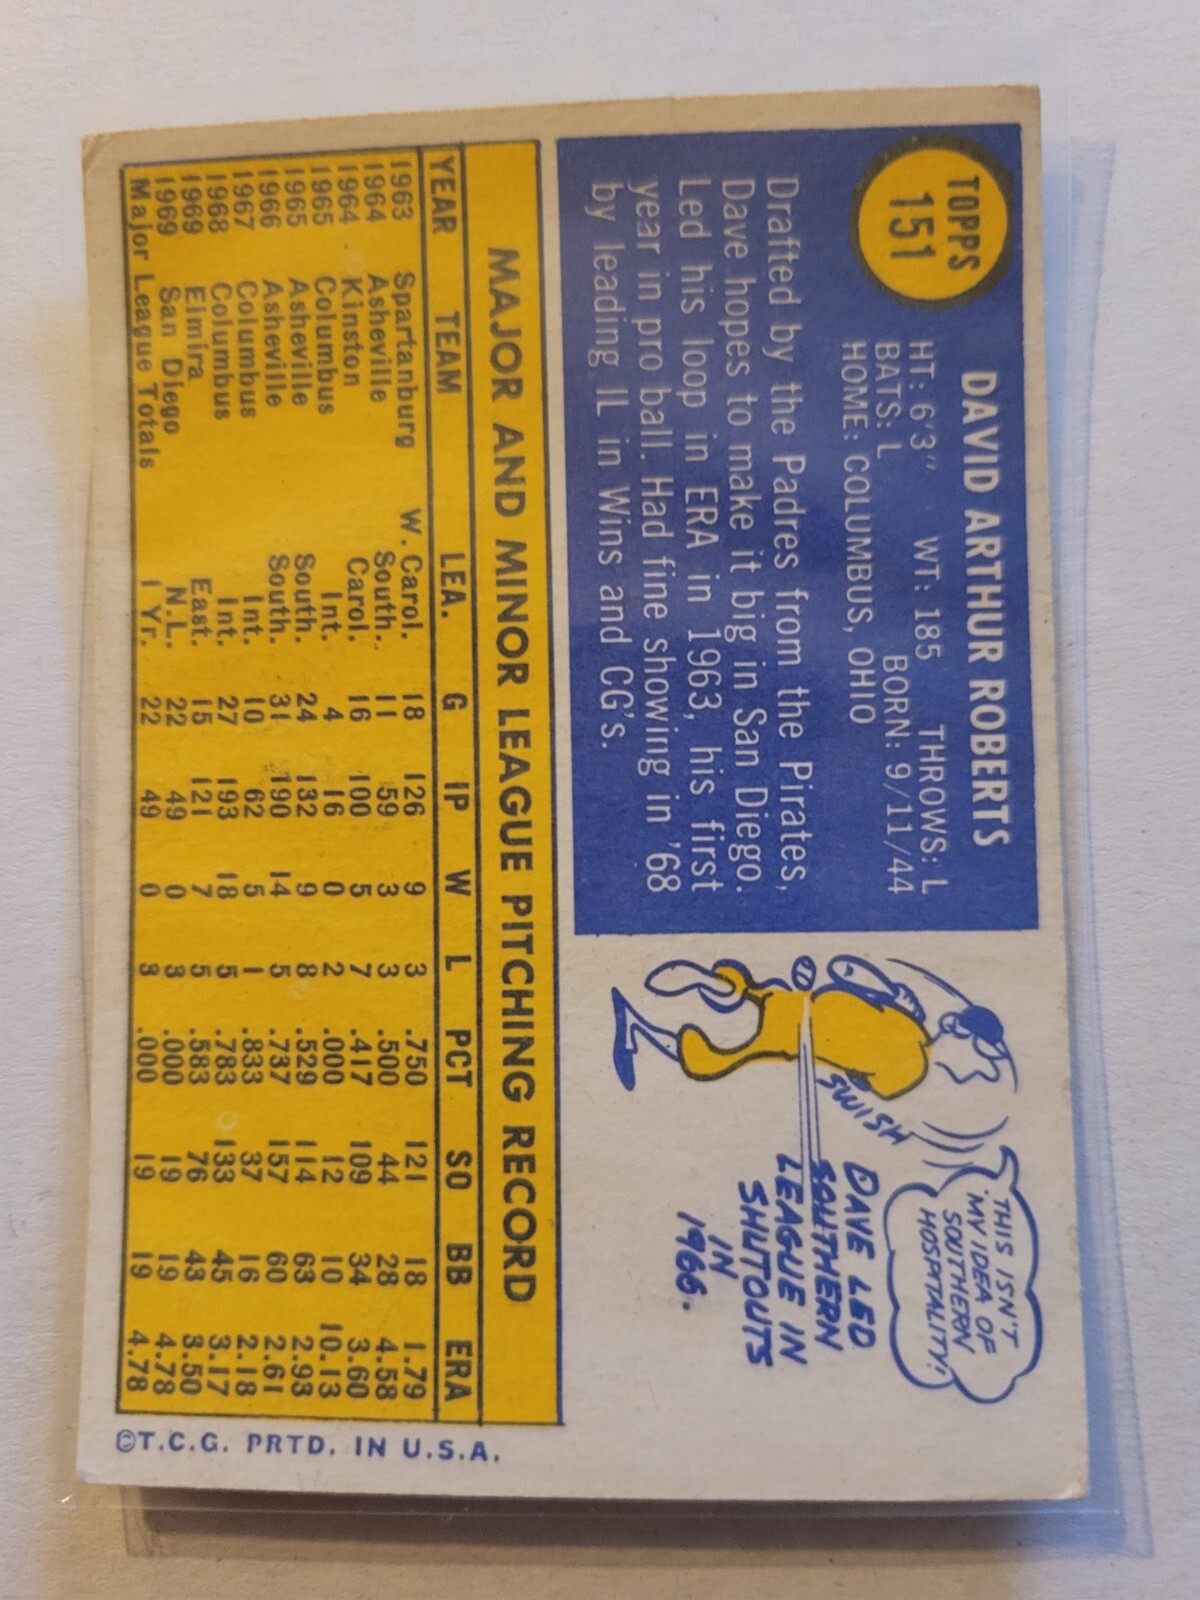 TOPPS
151
DAVID ARTHUR ROBERTS
HT: 6'3" WT: 185 THROWS: L
BATS: L BORN: 9/11/44
HOME: COLUMBUS, OHIO
Drafted by the Padres from the Pirates,
Dave hopes to make it big in San Diego.
Led his loop in ERA in 1963, his first
year in pro ball. Had fine showing in '68
by leading IL in Wins and CG's.
THIS ISN'T
MY IDEA OF
SOUTHERN
HOSPITALITY!
SWISH
DAVE LED
SOUTHERN
LEAGUE IN
SHUTOUTS
IN
1966.
MAJOR AND MINOR LEAGUE PITCHING RECORD
YEAR TEAM LEA. G IP W L PCT SO BB ERA
1963 Spartanburg W. Carol. 18 126 9 3 .750 121 18 1.79
1964 Asheville South. 11 59 3 3 .500 44 28 4.58
1964 Kinston Carol. 16 100 5 7 .417 109 34 3.60
1965 Columbus Int. 4 16 0 2 .000 12 10 10.13
1965 Asheville South. 24 132 9 8 .529 114 63 2.93
1966 Asheville South. 31 190 14 5 .737 157 60 2.61
1967 Columbus Int. 10 62 5 1 .833 37 16 2.18
1968 Columbus Int. 27 193 18 5 .783 133 45 3.17
1969 Elmira East. 15 121 7 5 .583 76 43 3.50
1969 San Diego N.L. 22 49 0 3 .000 19 19 4.78
Major League Totals 1 Yr. 22 49 0 3 .000 19 19 4.78
©T.C.G. PRTD. IN U.S.A.